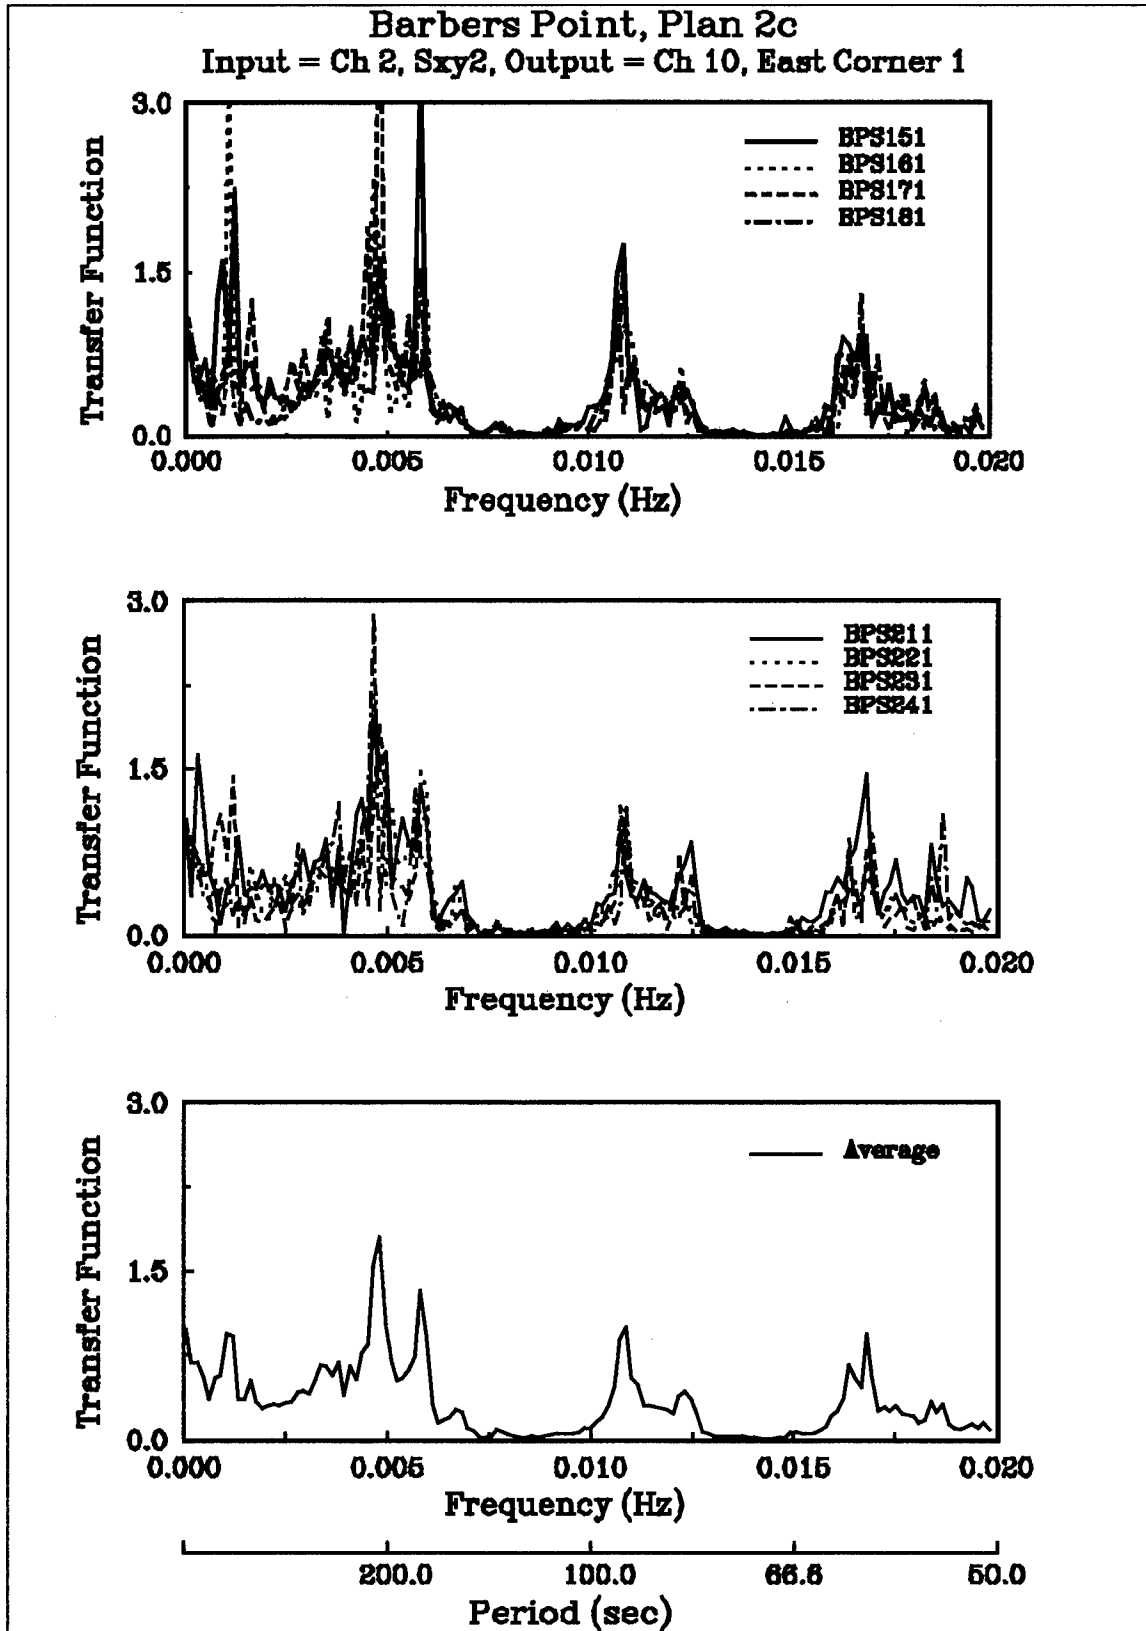 Barbers Point, Plan 2c
Input = Ch 2, Sxy2, Output = Ch 10, East Corner 1
3.0
1.5
0.0
Transfer Function
BPS151
BPS161
BPS171
BPS181
0.000 0.005 0.010 0.015 0.020
Frequency (Hz)
3.0
1.5
0.0
Transfer Function
BPS211
BPS221
BPS231
BPS241
0.000 0.005 0.010 0.015 0.020
Frequency (Hz)
3.0
1.5
0.0
Transfer Function
Average
0.000 0.005 0.010 0.015 0.020
Frequency (Hz)
200.0 100.0 66.6 50.0
Period (sec)